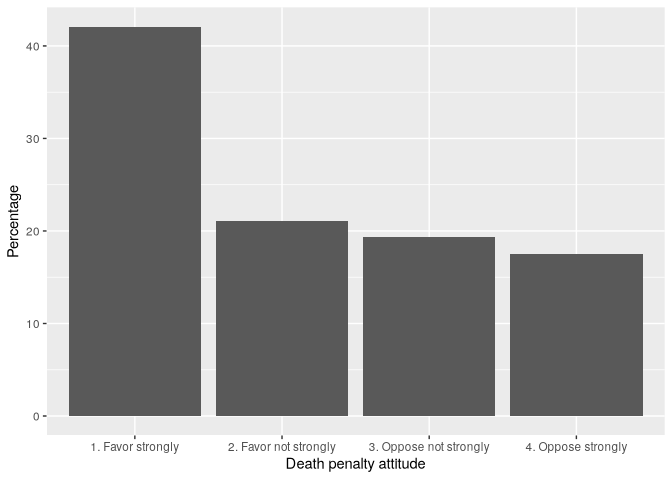 40
30
20
10
0
Percentage
1. Favor strongly
2. Favor not strongly
3. Oppose not strongly
4. Oppose strongly
Death penalty attitude